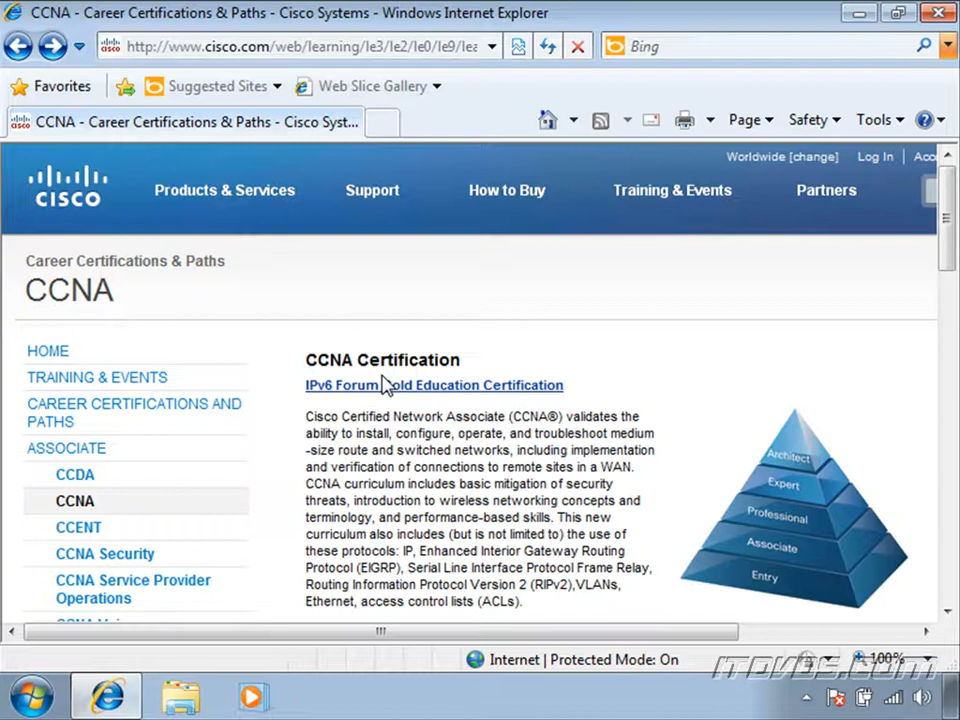 CCNA - Career Certifications & Paths - Cisco Systems - Windows Internet Explorer
http://www.cisco.com/web/learning/le3/le2/le0/le9/lea
Bing
Favorites
Suggested Sites
Web Slice Gallery
CCNA - Career Certifications & Paths - Cisco Syst...
Page
Safety
Tools
Worldwide [change]
Log In
Acco
CISCO
Products & Services
Support
How to Buy
Training & Events
Partners
Career Certifications & Paths
CCNA
HOME
TRAINING & EVENTS
CAREER CERTIFICATIONS AND
PATHS
ASSOCIATE
CCDA
CCNA
CCENT
CCNA Security
CCNA Service Provider
Operations
CCNA Certification
IPv6 Forum Gold Education Certification
Cisco Certified Network Associate (CCNA®) validates the
ability to install, configure, operate, and troubleshoot medium
-size route and switched networks, including implementation
and verification of connections to remote sites in a WAN.
CCNA curriculum includes basic mitigation of security
threats, introduction to wireless networking concepts and
terminology, and performance-based skills. This new
curriculum also includes (but is not limited to) the use of
these protocols: IP, Enhanced Interior Gateway Routing
Protocol (EIGRP), Serial Line Interface Protocol Frame Relay,
Routing Information Protocol Version 2 (RIPv2),VLANs,
Ethernet, access control lists (ACLs).
Architect
Expert
Professional
Associate
Entry
Internet | Protected Mode: On
100%
ITDVDS.COM